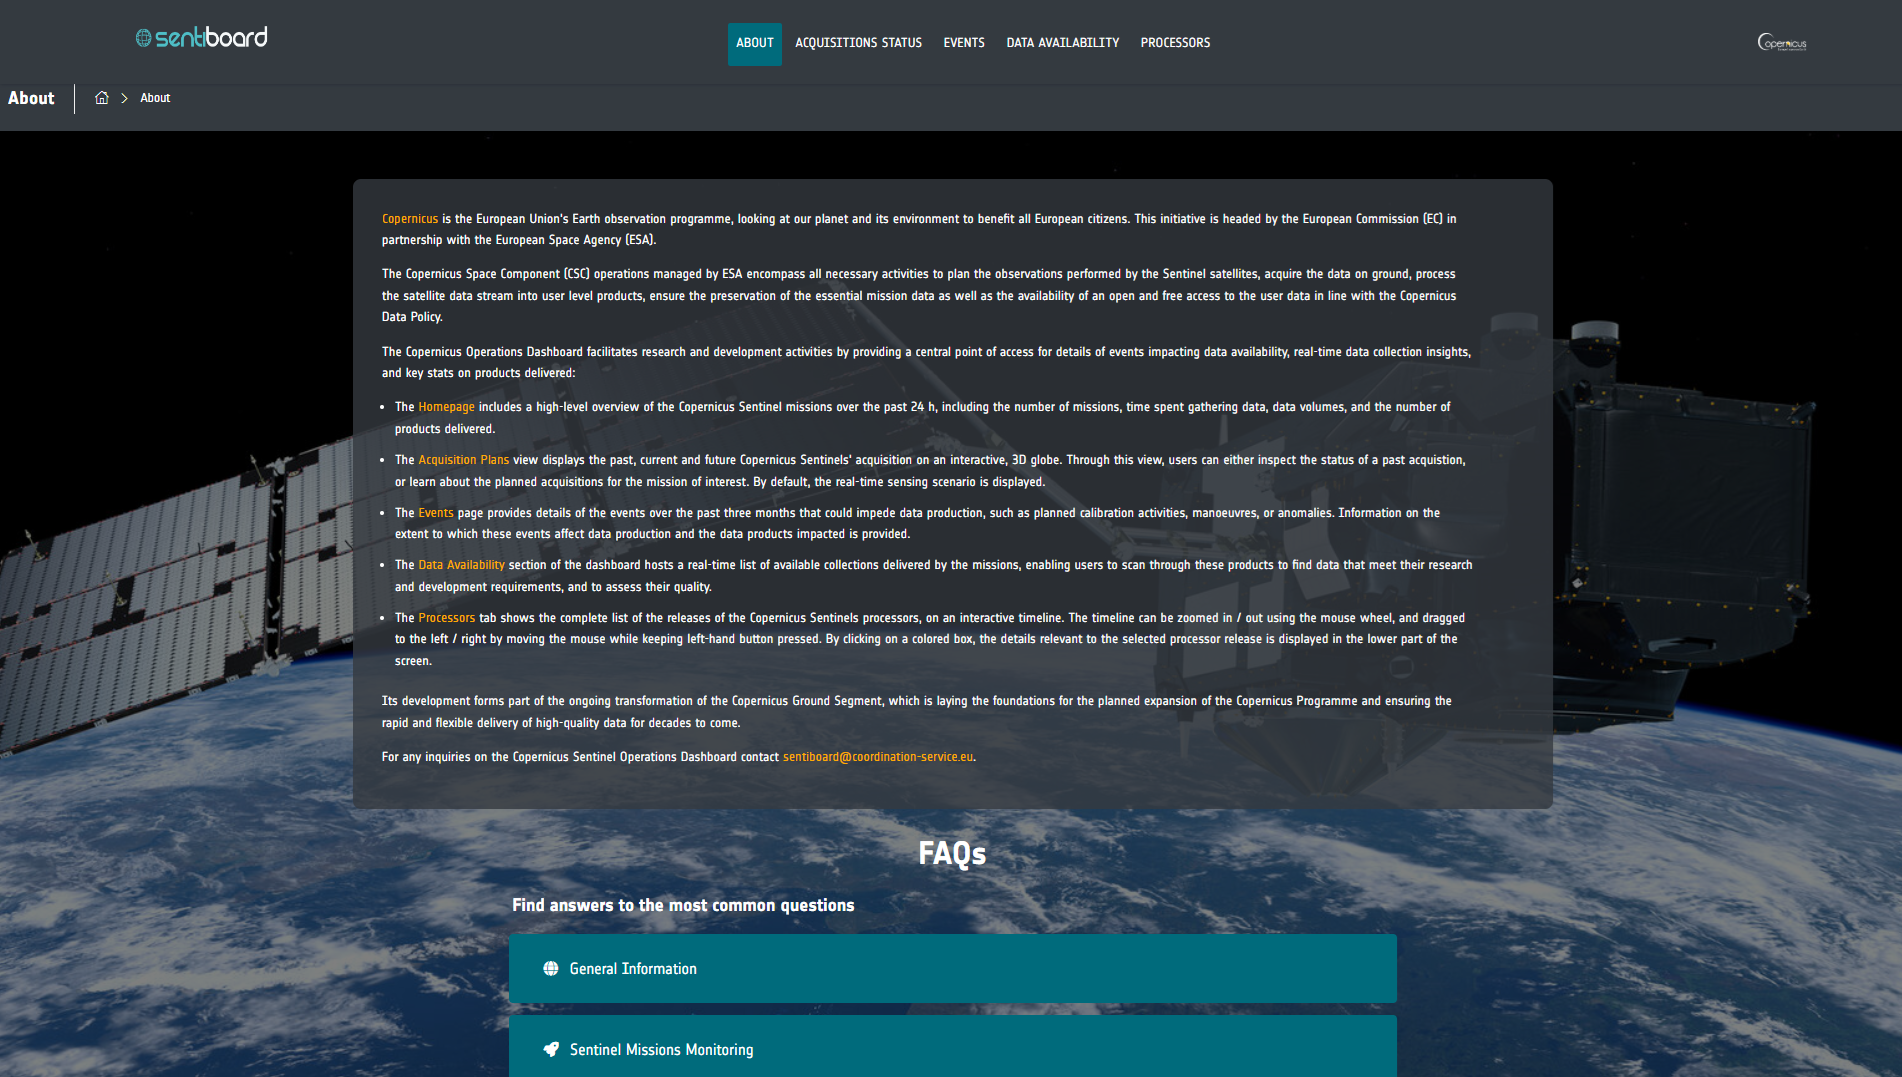 sentiboard
ABOUT
ACQUISITIONS STATUS
EVENTS
DATA AVAILABILITY
PROCESSORS
opernicus
About
About
Copernicus is the European Union's Earth observation programme, looking at our planet and its environment to benefit all European citizens. This initiative is headed by the European Commission (EC) in
partnership with the European Space Agency (ESA).
The Copernicus Space Component (CSC) operations managed by ESA encompass all necessary activities to plan the observations performed by the Sentinel satellites, acquire the data on ground, process
the satellite data stream into user level products, ensure the preservation of the essential mission data as well as the availability of an open and free access to the user data in line with the Copernicus
Data Policy.
The Copernicus Operations Dashboard facilitates research and development activities by providing a central point of access for details of events impacting data availability, real-time data collection insights,
and key stats on products delivered:
• The Homepage includes a high-level overview of the Copernicus Sentinel missions over the past 24 h, including the number of missions, time spent gathering data, data volumes, and the number of
products delivered.
• The Acquisition Plans view displays the past, current and future Copernicus Sentinels' acquisition on an interactive, 3D globe. Through this view, users can either inspect the status of a past acquistion,
or learn about the planned acquisitions for the mission of interest. By default, the real-time sensing scenario is displayed.
• The Events page provides details of the events over the past three months that could impede data production, such as planned calibration activities, manoeuvres, or anomalies. Information on the
extent to which these events affect data production and the data products impacted is provided.
• The Data Availability section of the dashboard hosts a real-time list of available collections delivered by the missions, enabling users to scan through these products to find data that meet their research
and development requirements, and to assess their quality.
• The Processors tab shows the complete list of the releases of the Copernicus Sentinels processors, on an interactive timeline. The timeline can be zoomed in / out using the mouse wheel, and dragged
to the left / right by moving the mouse while keeping left-hand button pressed. By clicking on a colored box, the details relevant to the selected processor release is displayed in the lower part of the
screen.
Its development forms part of the ongoing transformation of the Copernicus Ground Segment, which is laying the foundations for the planned expansion of the Copernicus Programme and ensuring the
rapid and flexible delivery of high-quality data for decades to come.
For any inquiries on the Copernicus Sentinel Operations Dashboard contact sentiboard@coordination-service.eu.
FAQs
Find answers to the most common questions
General Information
Sentinel Missions Monitoring